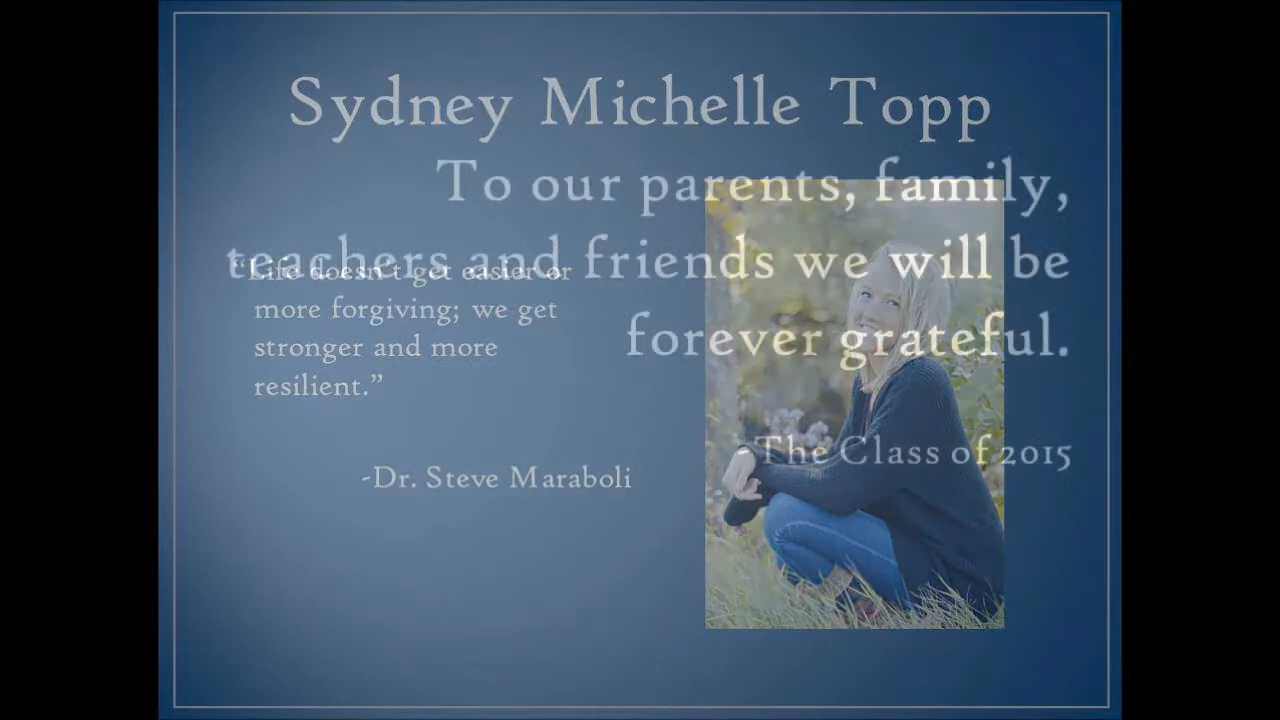 Sydney Michelle Topp
To our parents, family,
teachers and friends we will be
forever grateful.
The Class of 2015
“Life doesn’t get easier or
more forgiving; we get
stronger and more
resilient.”
-Dr. Steve Maraboli